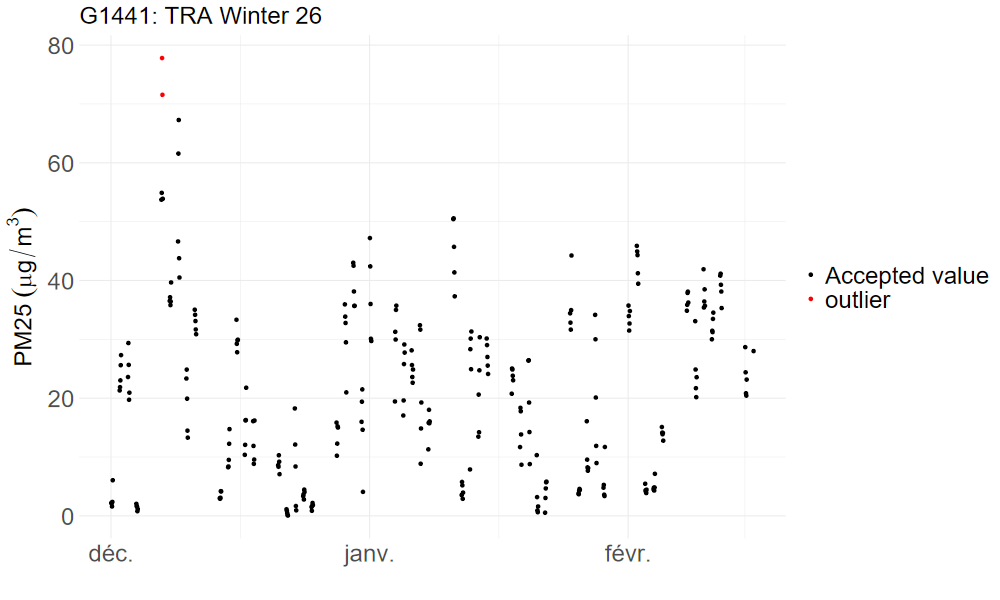 G1441: TRA Winter 26
80
60
40
20
0
PM25 (μg/m³)
déc.
janv.
févr.
Accepted value
outlier